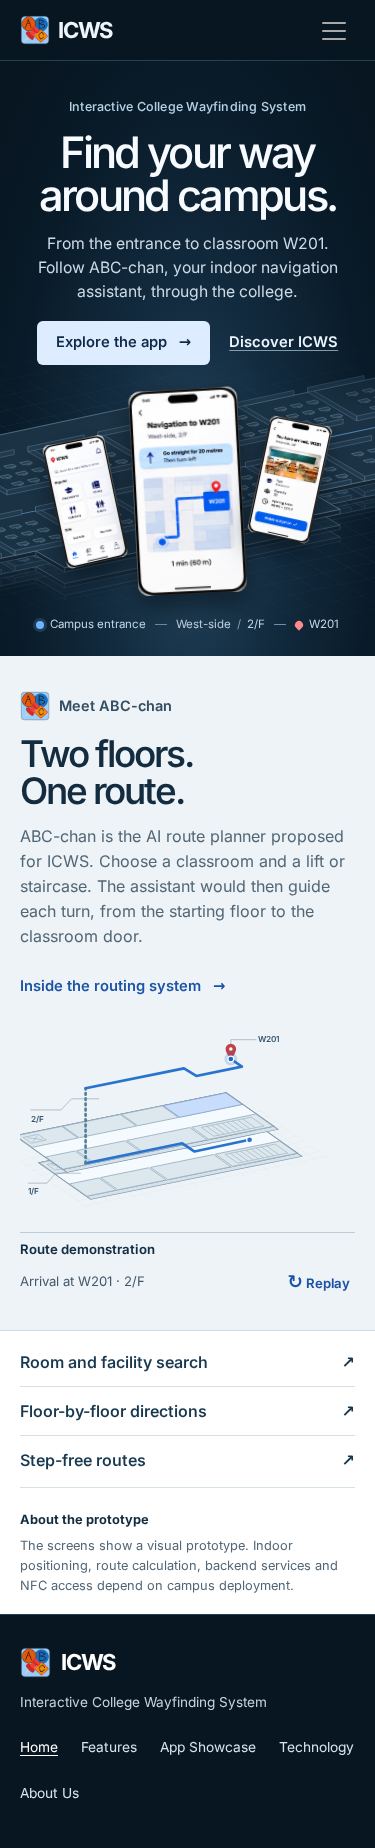 ICWS
Interactive College Wayfinding System
Find your way
around campus.
From the entrance to classroom W201.
Follow ABC-chan, your indoor navigation
assistant, through the college.
Explore the app →
Discover ICWS
ICWS
Navigation to W201
West-side, 2/F
Go straight for 20 metres
Then turn left
W201
1 min (60 m)
Campus entrance — West-side / 2/F — W201
Meet ABC-chan
Two floors.
One route.
ABC-chan is the AI route planner proposed
for ICWS. Choose a classroom and a lift or
staircase. The assistant would then guide
each turn, from the starting floor to the
classroom door.
Inside the routing system →
W201
2/F
1/F
Route demonstration
Arrival at W201 · 2/F
↻ Replay
Room and facility search ↗
Floor-by-floor directions ↗
Step-free routes ↗
About the prototype
The screens show a visual prototype. Indoor
positioning, route calculation, backend services and
NFC access depend on campus deployment.
ICWS
Interactive College Wayfinding System
Home Features App Showcase Technology
About Us